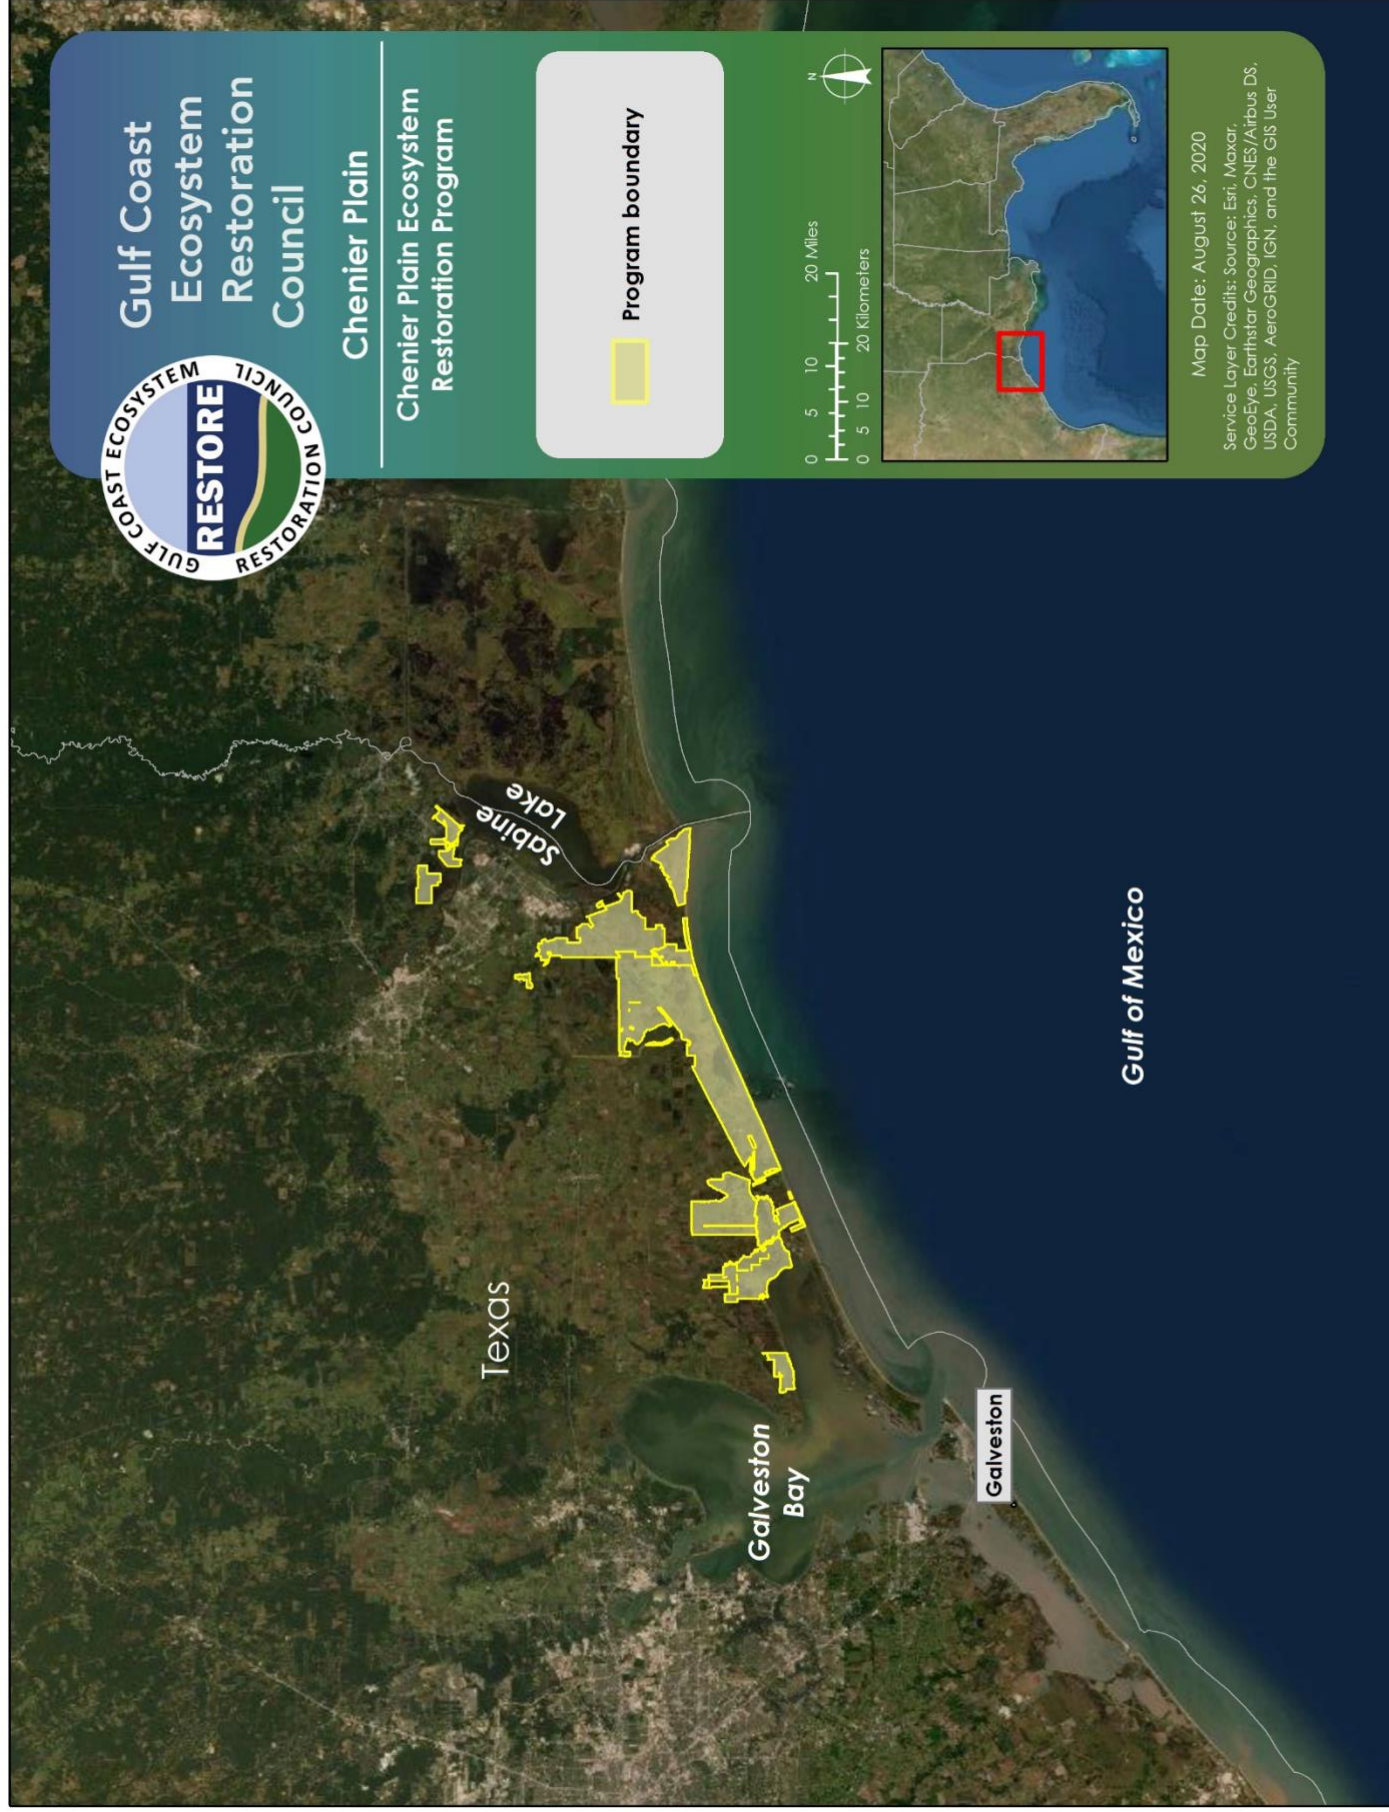 Gulf Coast
Ecosystem
Restoration
Council
GULF COAST ECOSYSTEM
RESTORE
RESTORATION COUNCIL
Chenier Plain
Chenier Plain Ecosystem
Restoration Program
Program boundary
N
0 5 10 20 Miles
0 5 10 20 Kilometers
Map Date: August 26, 2020
Service Layer Credits: Source: Esri, Maxar,
GeoEye, Earthstar Geographics, CNES/Airbus DS,
USDA, USGS, AeroGRID, IGN, and the GIS User
Community
Texas
Sabine
Lake
Galveston
Bay
Galveston
Gulf of Mexico